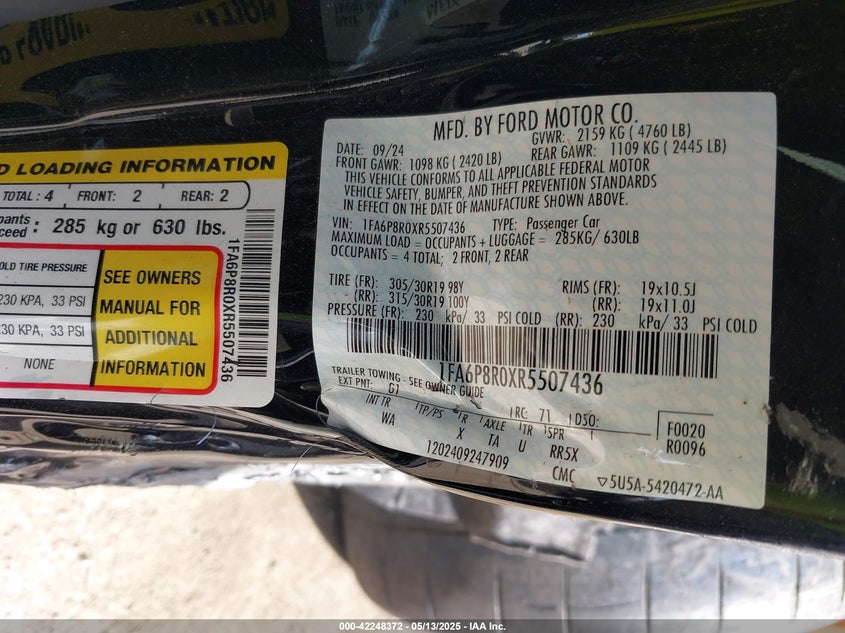 D LOADING INFORMATION
TOTAL : 4 FRONT: 2 REAR: 2
pants
ceed : 285 kg or 630 lbs.
OLD TIRE PRESSURE
230 KPA, 33 PSI
230 KPA, 33 PSI
NONE
SEE OWNERS
MANUAL FOR
ADDITIONAL
INFORMATION
1FA6P8R0XR5507436
MFD. BY FORD MOTOR CO.
DATE: 09/24 GVWR: 2159 KG ( 4760 LB)
FRONT GAWR: 1098 KG ( 2420 LB) REAR GAWR: 1109 KG ( 2445 LB)
THIS VEHICLE CONFORMS TO ALL APPLICABLE FEDERAL MOTOR
VEHICLE SAFETY, BUMPER, AND THEFT PREVENTION STANDARDS
IN EFFECT ON THE DATE OF MANUFACTURE SHOWN ABOVE.
VIN: 1FA6P8R0XR5507436 TYPE: Passenger Car
MAXIMUM LOAD = OCCUPANTS + LUGGAGE = 285KG/ 630LB
OCCUPANTS = 4 TOTAL; 2 FRONT, 2 REAR
TIRE (FR): 305/30R19 98Y RIMS (FR): 19x10.5J
(RR): 315/30R19 100Y (RR): 19x11.0J
PRESSURE (FR): 230 kPa/ 33 PSI COLD (RR): 230 kPa/ 33 PSI COLD
1FA6P8R0XR5507436
TRAILER TOWING - SEE OWNER GUIDE
EXT PNT: G1 RC: 71 DSO: F0020
INT TR TP/PS R AXLE TR SPR R0096
WA X TA U RR5X
1202409247909 CMC ▽5U5A-5420472-AA
000-42248372 - 05/13/2025 - IAA Inc.